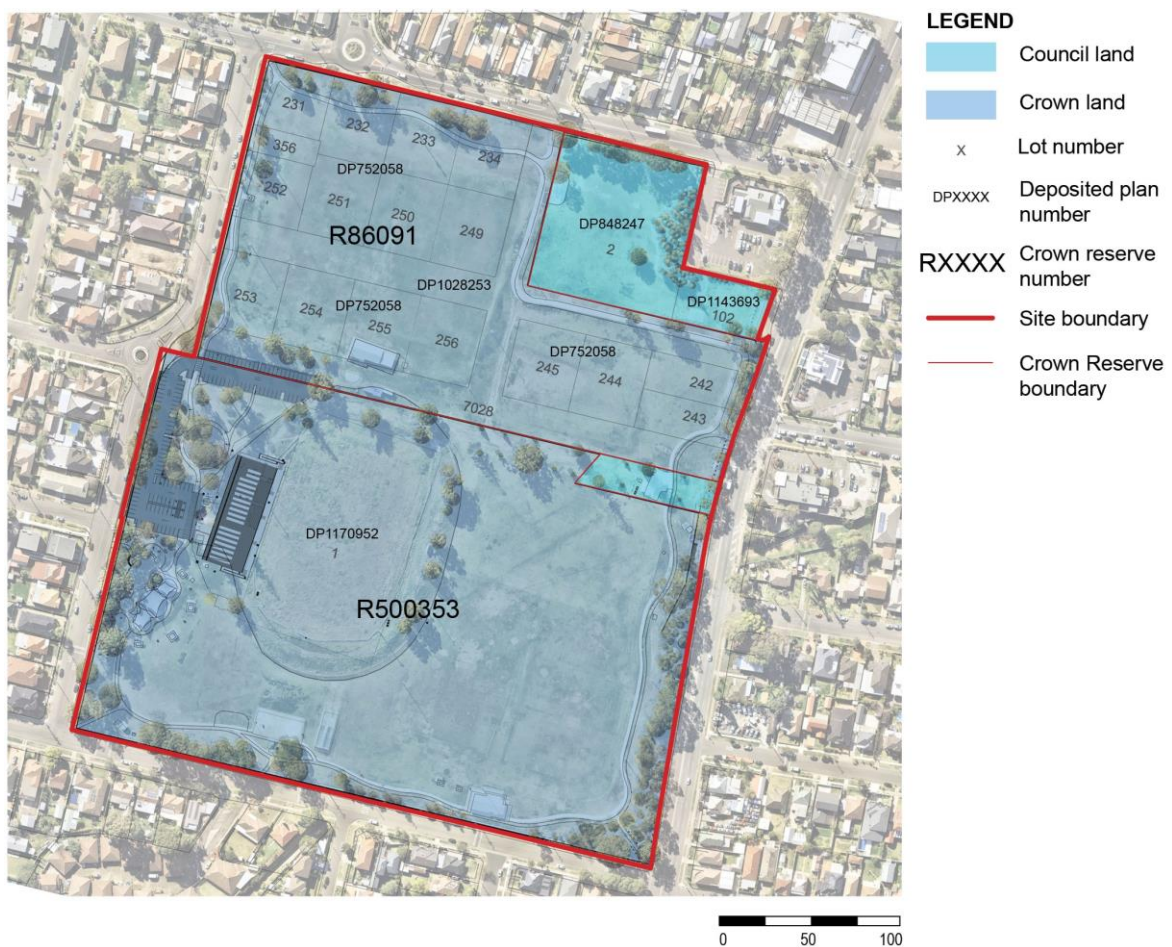 LEGEND
Council land
Crown land
x Lot number
DPXXXX Deposited plan
number
RXXXX Crown reserve
number
Site boundary
Crown Reserve
boundary
231
232
233
234
356
DP752058
252
251
250
249
R86091
DP848247
2
DP1028253
DP1143693
102
253
254
DP752058
255
256
DP752058
245
244
242
243
7028
DP1170952
1
R500353
0 50 100